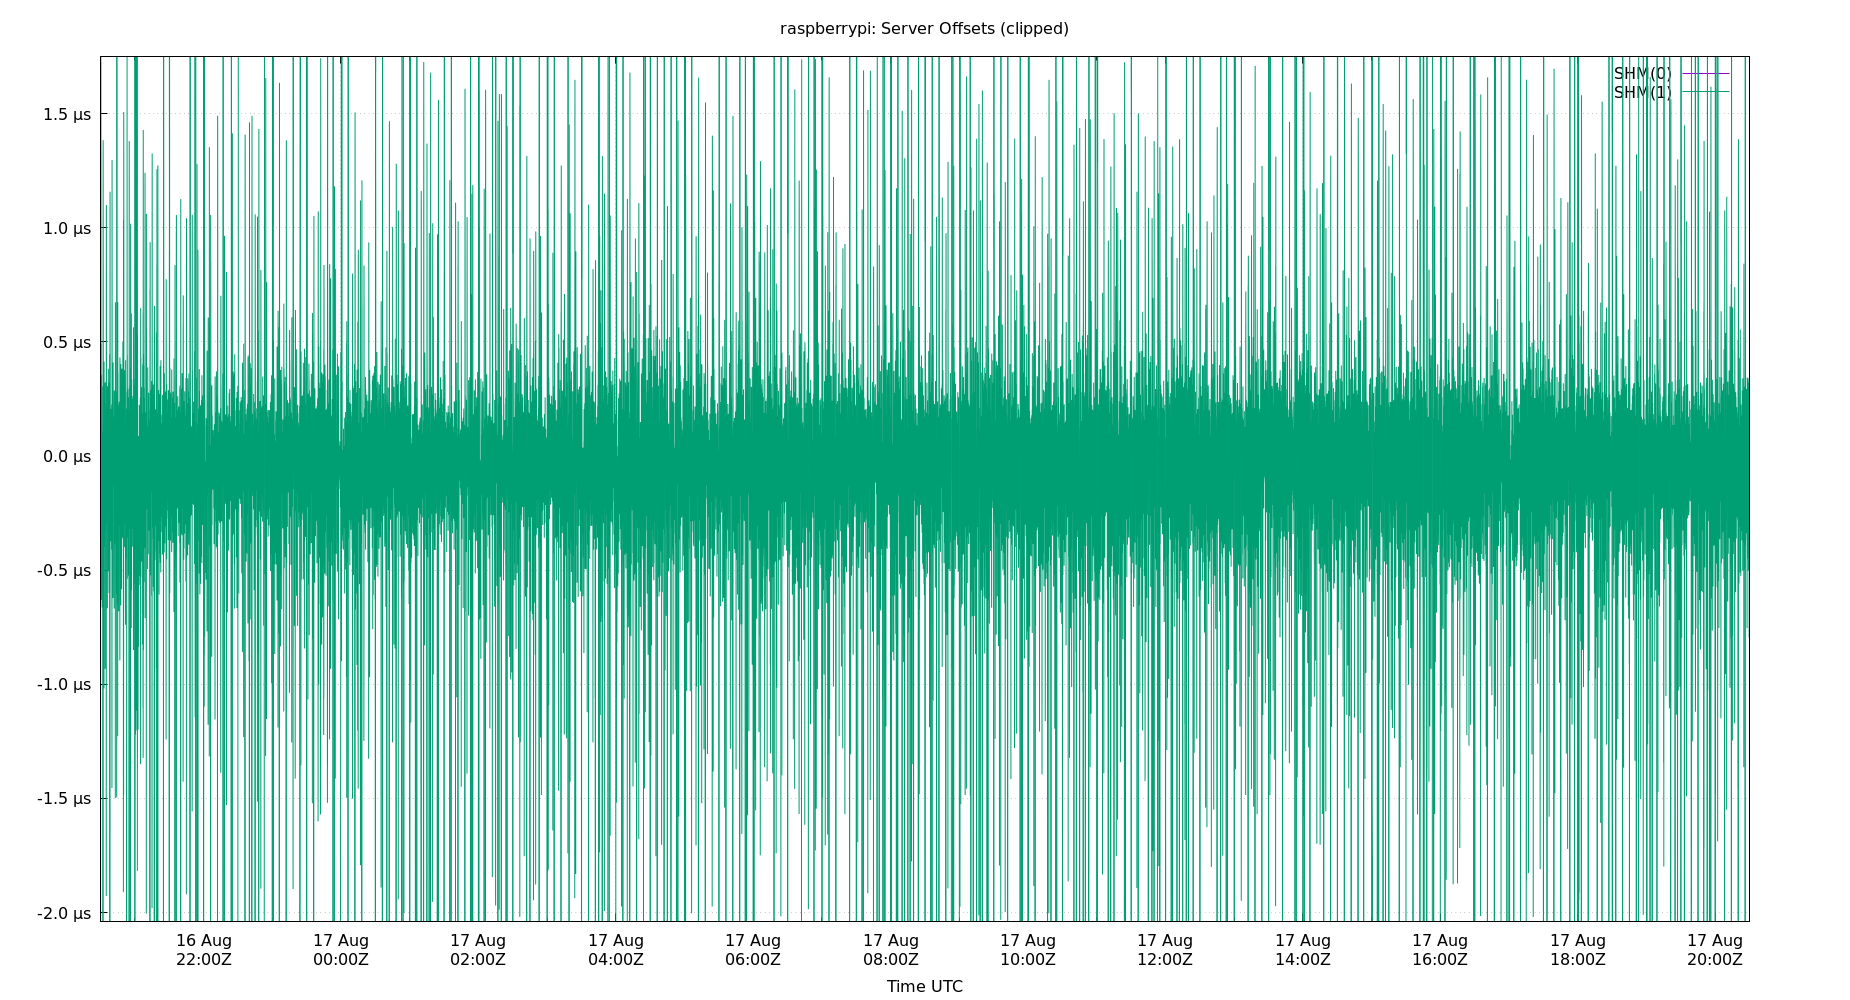 raspberrypi: Server Offsets (clipped)
SHM(0)
SHM(1)
1.5 µs
1.0 µs
0.5 µs
0.0 µs
-0.5 µs
-1.0 µs
-1.5 µs
-2.0 µs
16 Aug 17 Aug 17 Aug 17 Aug 17 Aug 17 Aug 17 Aug 17 Aug 17 Aug 17 Aug 17 Aug 17 Aug
22:00Z 00:00Z 02:00Z 04:00Z 06:00Z 08:00Z 10:00Z 12:00Z 14:00Z 16:00Z 18:00Z 20:00Z
Time UTC